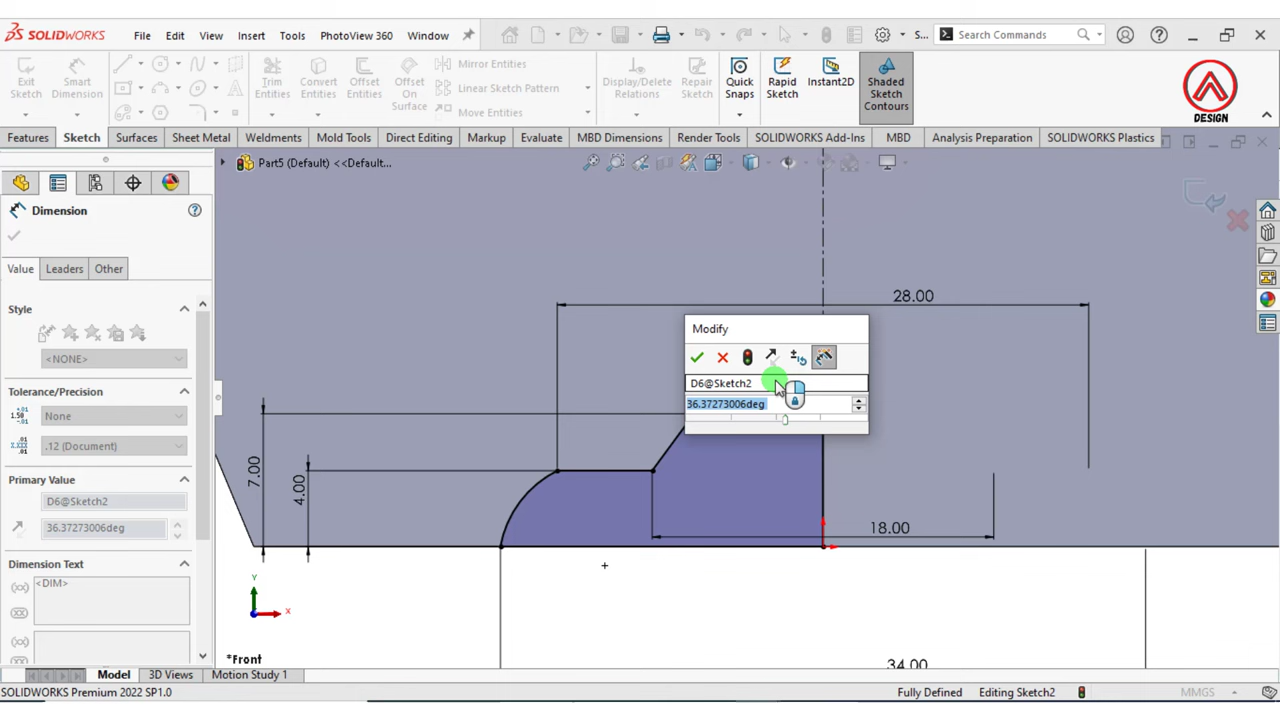 SOLIDWORKS File Edit View Insert Tools PhotoView 360 Window S... Search Commands
Exit Sketch
Smart Dimension
Trim Entities
Convert Entities
Offset Entities
Offset On Surface
Mirror Entities
Linear Sketch Pattern
Move Entities
Display/Delete Relations
Repair Sketch
Quick Snaps
Rapid Sketch
Instant2D
Shaded Sketch Contours
DESIGN
Features Sketch Surfaces Sheet Metal Weldments Mold Tools Direct Editing Markup Evaluate MBD Dimensions Render Tools SOLIDWORKS Add-Ins MBD Analysis Preparation SOLIDWORKS Plastics
Part5 (Default) <<Default...
Dimension
Value Leaders Other
Style
<NONE>
Tolerance/Precision
None
.12 (Document)
Primary Value
D6@Sketch2
36.37273006deg
Dimension Text
<DIM>
28.00
Modify
D6@Sketch2
36.37273006deg
7.00
4.00
18.00
34.00
Y
X
*Front
Model 3D Views Motion Study 1
SOLIDWORKS Premium 2022 SP1.0 Fully Defined Editing Sketch2 MMGS